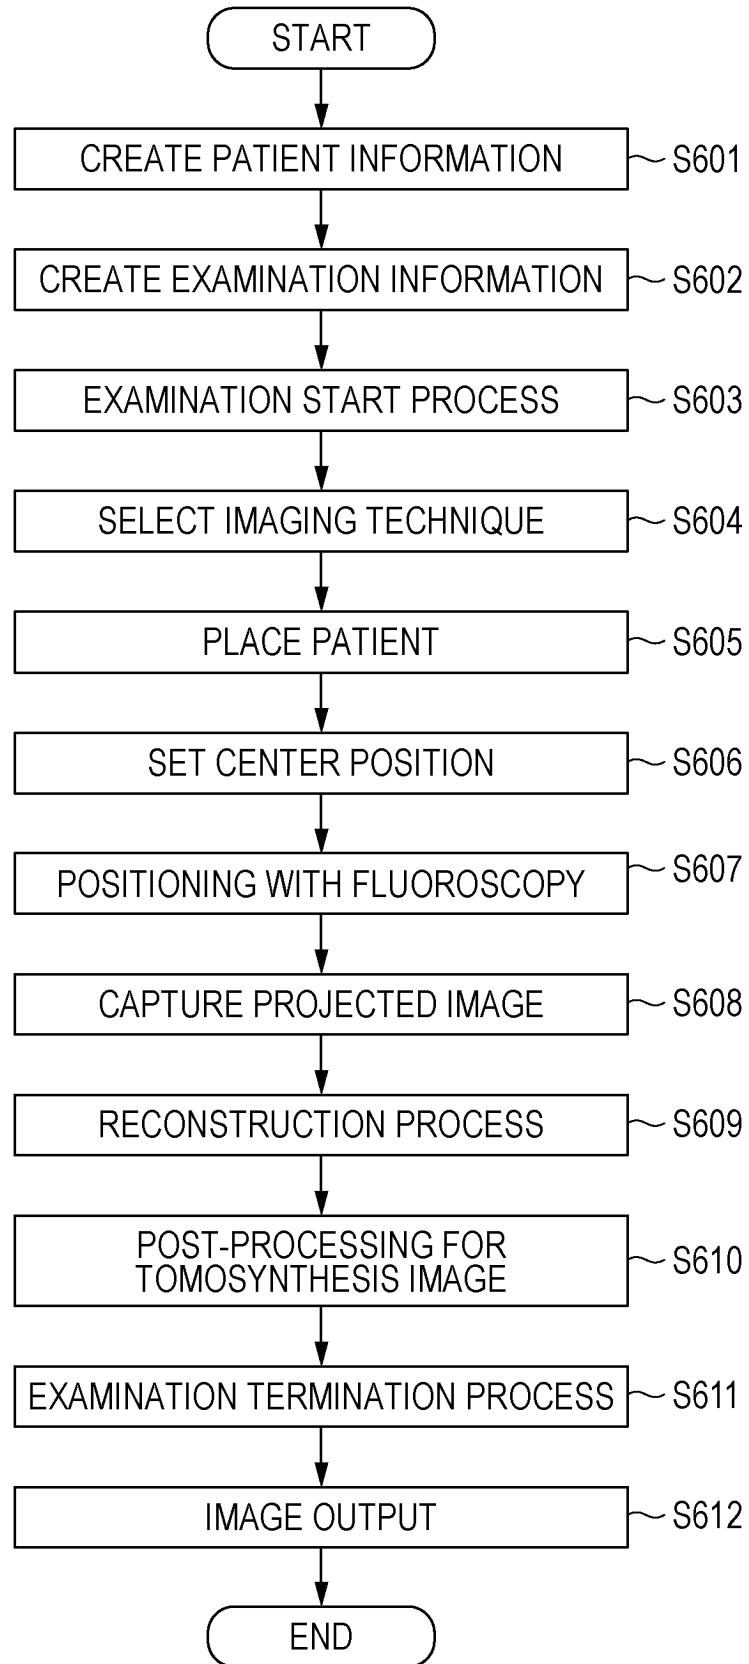 START
CREATE PATIENT INFORMATION S601
CREATE EXAMINATION INFORMATION S602
EXAMINATION START PROCESS S603
SELECT IMAGING TECHNIQUE S604
PLACE PATIENT S605
SET CENTER POSITION S606
POSITIONING WITH FLUOROSCOPY S607
CAPTURE PROJECTED IMAGE S608
RECONSTRUCTION PROCESS S609
POST-PROCESSING FOR
TOMOSYNTHESIS IMAGE S610
EXAMINATION TERMINATION PROCESS S611
IMAGE OUTPUT S612
END